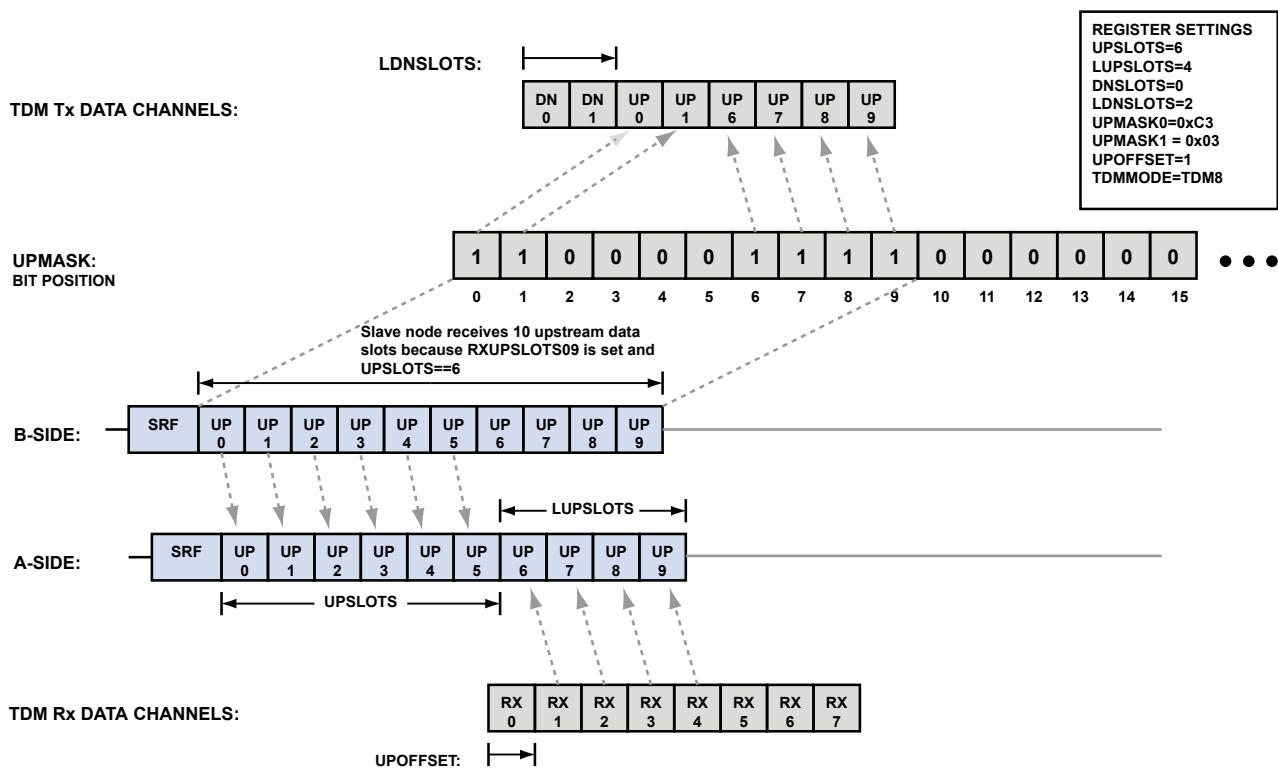 REGISTER SETTINGS
UPSLOTS=6
LUPSLOTS=4
DNSLOTS=0
LDNSLOTS=2
UPMASK0=0xC3
UPMASK1 = 0x03
UPOFFSET=1
TDMMODE=TDM8
LDNSLOTS:
TDM Tx DATA CHANNELS:
DN 0 DN 1 UP 0 UP 1 UP 6 UP 7 UP 8 UP 9
UPMASK:
BIT POSITION
1 1 0 0 0 0 1 1 1 1 0 0 0 0 0 0
0 1 2 3 4 5 6 7 8 9 10 11 12 13 14 15
Slave node receives 10 upstream data
slots because RXUPSLOTS09 is set and
UPSLOTS==6
B-SIDE:
SRF UP 0 UP 1 UP 2 UP 3 UP 4 UP 5 UP 6 UP 7 UP 8 UP 9
LUPSLOTS
A-SIDE:
SRF UP 0 UP 1 UP 2 UP 3 UP 4 UP 5 UP 6 UP 7 UP 8 UP 9
UPSLOTS
TDM Rx DATA CHANNELS:
RX 0 RX 1 RX 2 RX 3 RX 4 RX 5 RX 6 RX 7
UPOFFSET: